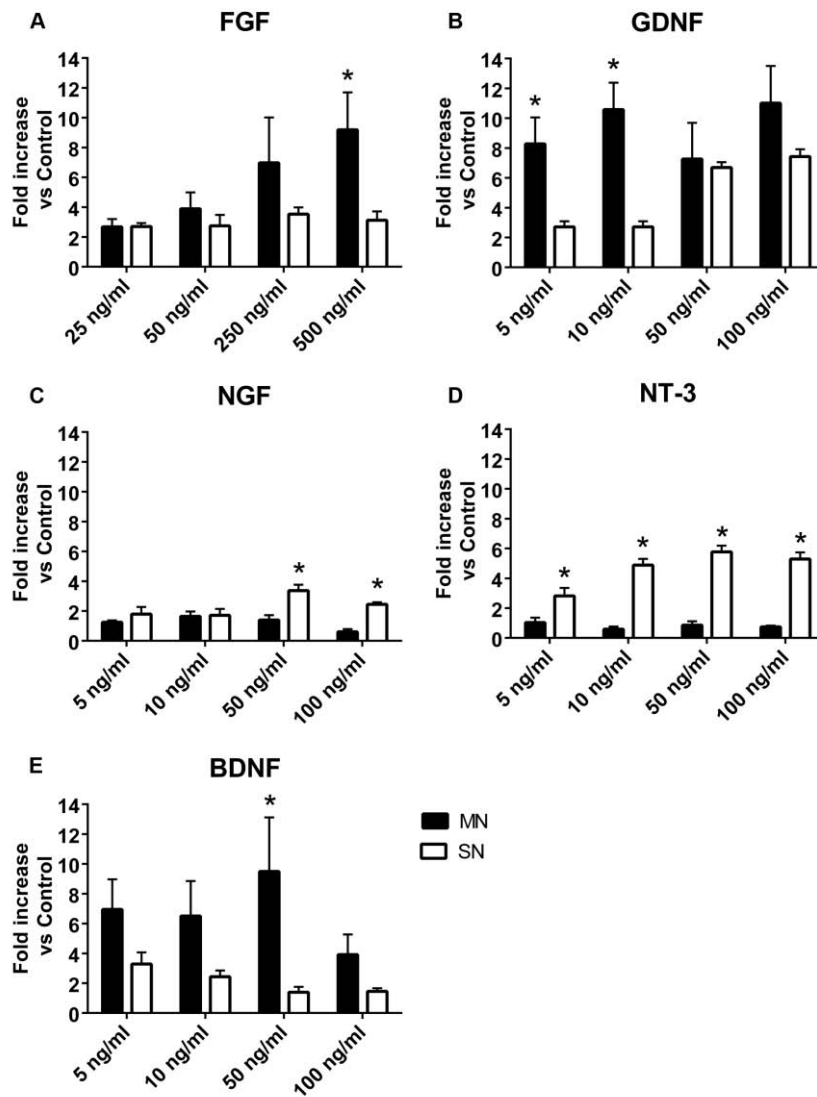 A
FGF
Fold increase
vs Control
14
12
10
8
6
4
2
0
*
25 ng/ml
50 ng/ml
250 ng/ml
500 ng/ml
B
GDNF
Fold increase
vs Control
14
12
10
8
6
4
2
0
*
*
5 ng/ml
10 ng/ml
50 ng/ml
100 ng/ml
C
NGF
Fold increase
vs Control
14
12
10
8
6
4
2
0
*
*
5 ng/ml
10 ng/ml
50 ng/ml
100 ng/ml
D
NT-3
Fold increase
vs Control
14
12
10
8
6
4
2
0
*
*
*
*
5 ng/ml
10 ng/ml
50 ng/ml
100 ng/ml
E
BDNF
Fold increase
vs Control
14
12
10
8
6
4
2
0
*
5 ng/ml
10 ng/ml
50 ng/ml
100 ng/ml
MN
SN